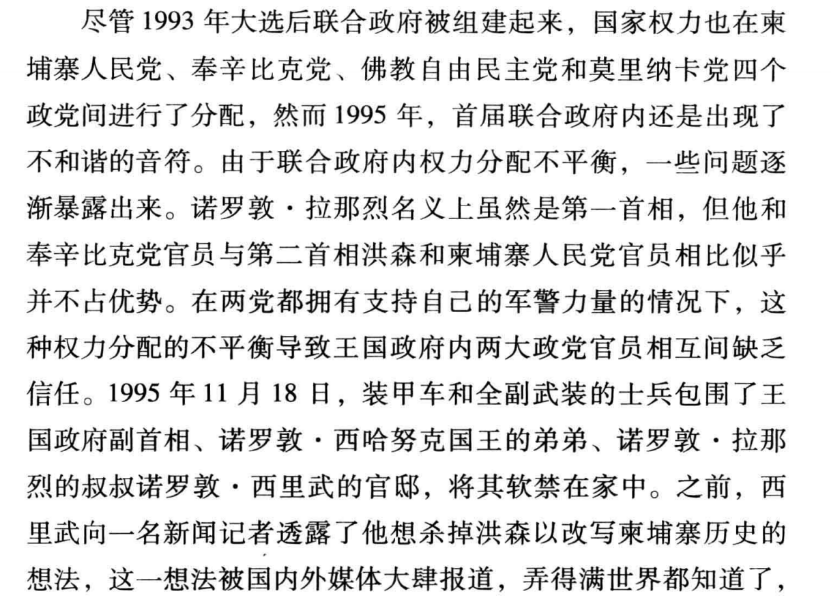 尽管 1993 年大选后联合政府被组建起来，国家权力也在柬
埔寨人民党、奉辛比克党、佛教自由民主党和莫里纳卡党四个
政党间进行了分配，然而 1995 年，首届联合政府内还是出现了
不和谐的音符。由于联合政府内权力分配不平衡，一些问题逐
渐暴露出来。诺罗敦·拉那烈名义上虽然是第一首相，但他和
奉辛比克党官员与第二首相洪森和柬埔寨人民党官员相比似乎
并不占优势。在两党都拥有支持自己的军警力量的情况下，这
种权力分配的不平衡导致王国政府内两大政党官员相互间缺乏
信任。1995 年 11 月 18 日，装甲车和全副武装的士兵包围了王
国政府副首相、诺罗敦·西哈努克国王的弟弟、诺罗敦·拉那
烈的叔叔诺罗敦·西里武的官邸，将其软禁在家中。之前，西
里武向一名新闻记者透露了他想杀掉洪森以改写柬埔寨历史的
想法，这一想法被国内外媒体大肆报道，弄得满世界都知道了，